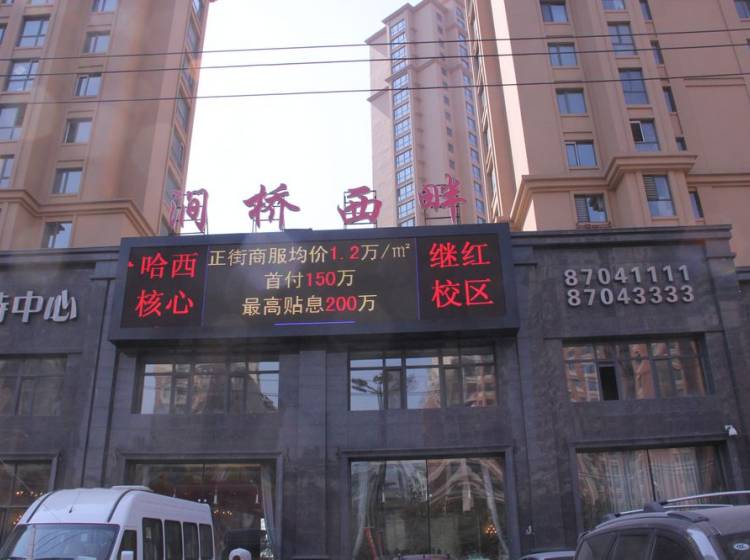 涧桥西畔
哈西
核心
正街商服均价1.2万/㎡
首付150万
最高贴息200万
继红
校区
中心
87041111
87043333